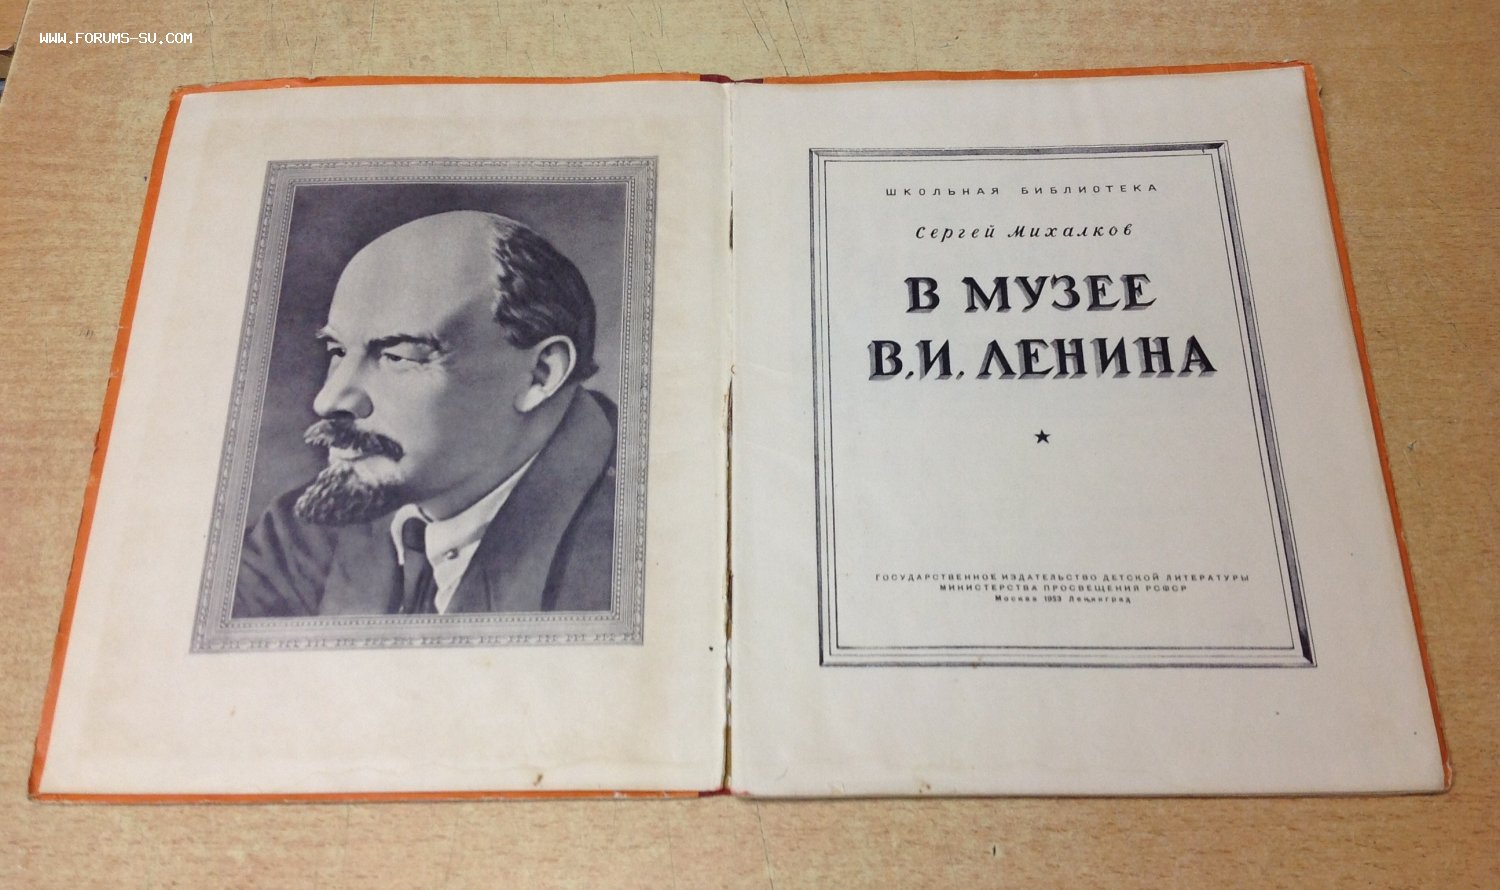 WWW.FORUMS-SU.COM
ШКОЛЬНАЯ БИБЛИОТЕКА
Сергей Михалков
В МУЗЕЕ
В.И. ЛЕНИНА
ГОСУДАРСТВЕННОЕ ИЗДАТЕЛЬСТВО ДЕТСКОЙ ЛИТЕРАТУРЫ
МИНИСТЕРСТВА ПРОСВЕЩЕНИЯ РСФСР
Москва 1953 Ленинград